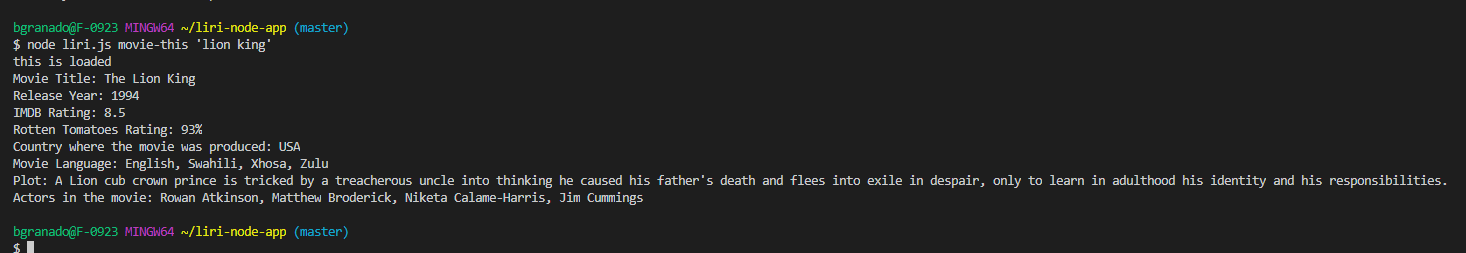 bgranado@F-0923 MINGW64 ~/liri-node-app (master)
$ node liri.js movie-this 'lion king'
this is loaded
Movie Title: The Lion King
Release Year: 1994
IMDB Rating: 8.5
Rotten Tomatoes Rating: 93%
Country where the movie was produced: USA
Movie Language: English, Swahili, Xhosa, Zulu
Plot: A Lion cub crown prince is tricked by a treacherous uncle into thinking he caused his father's death and flees into exile in despair, only to learn in adulthood his identity and his responsibilities.
Actors in the movie: Rowan Atkinson, Matthew Broderick, Niketa Calame-Harris, Jim Cummings
bgranado@F-0923 MINGW64 ~/liri-node-app (master)
$